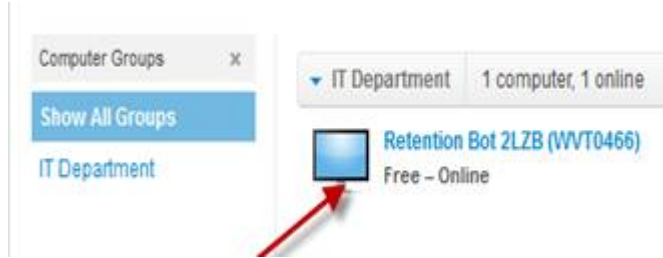 Computer Groups x
Show All Groups
IT Department
IT Department 1 computer, 1 online
Retention Bot 2LZB (WVT0466)
Free – Online